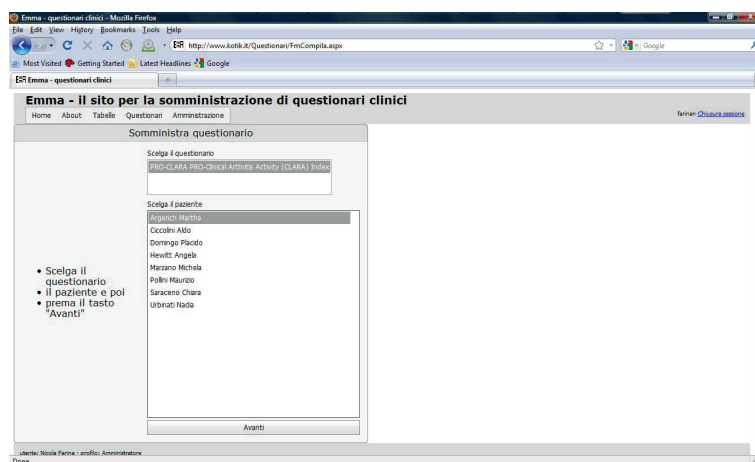 Emma - questionari clinici - Mozilla Firefox
File Edit View History Bookmarks Tools Help
http://www.kotik.it/Questionari/FmCompila.aspx
Google
Most Visited Getting Started Latest Headlines Google
Emma - questionari clinici
Emma - il sito per la somministrazione di questionari clinici
Home About Tabelle Questionari Amministrazione
farinan Chiusura sessione
Somministra questionario
Scelga il questionario
PRO-CLARA PRO-Clinical Arthritis Activity (CLARA) Index
Scelga il paziente
Argerich Martha
Ciccolini Aldo
Domingo Placido
Hewitt Angela
Marzano Michela
Pollini Maurizio
Saraceno Chiara
Urbinati Nadia
• Scelga il
questionario
• il paziente e poi
• prema il tasto
"Avanti"
Avanti
utente: Nicola Farina - profilo: Amministratore
Done